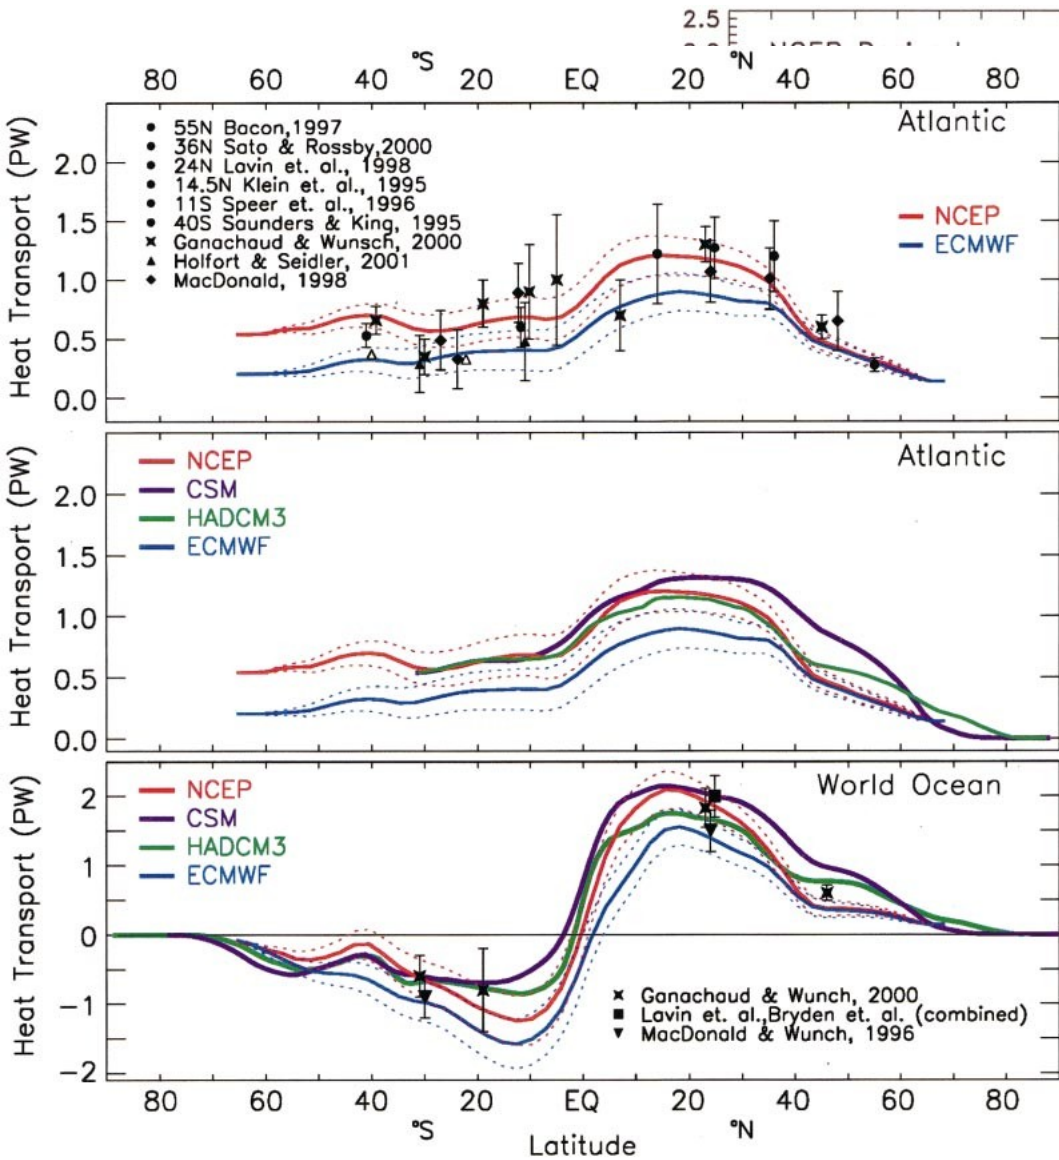 2.5
°S °N
80 60 40 20 EQ 20 40 60 80
Heat Transport (PW)
2.0
1.5
1.0
0.5
0.0
55N Bacon,1997
36N Sato & Rossby,2000
24N Lavin et. al., 1998
14.5N Klein et. al., 1995
11S Speer et. al., 1996
40S Saunders & King, 1995
Ganachaud & Wunsch, 2000
Holfort & Seidler, 2001
MacDonald, 1998
Atlantic
NCEP
ECMWF
Heat Transport (PW)
2.0
1.5
1.0
0.5
0.0
NCEP
CSM
HADCM3
ECMWF
Atlantic
Heat Transport (PW)
2
1
0
−1
−2
NCEP
CSM
HADCM3
ECMWF
World Ocean
Ganachaud & Wunch, 2000
Lavin et. al.,Bryden et. al. (combined)
MacDonald & Wunch, 1996
80 60 40 20 EQ 20 40 60 80
°S °N
Latitude